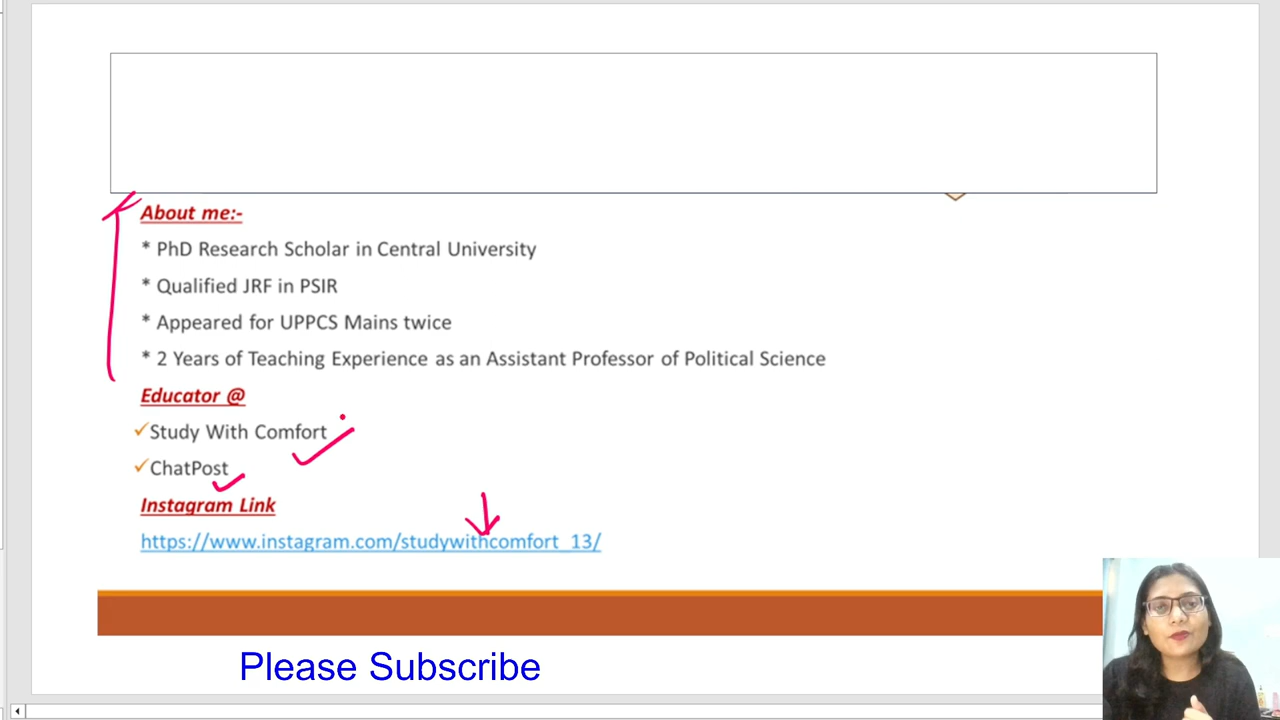 About me:-
* PhD Research Scholar in Central University
* Qualified JRF in PSIR
* Appeared for UPPCS Mains twice
* 2 Years of Teaching Experience as an Assistant Professor of Political Science
Educator @
✓Study With Comfort
✓ChatPost
Instagram Link
https://www.instagram.com/studywithcomfort_13/
Please Subscribe